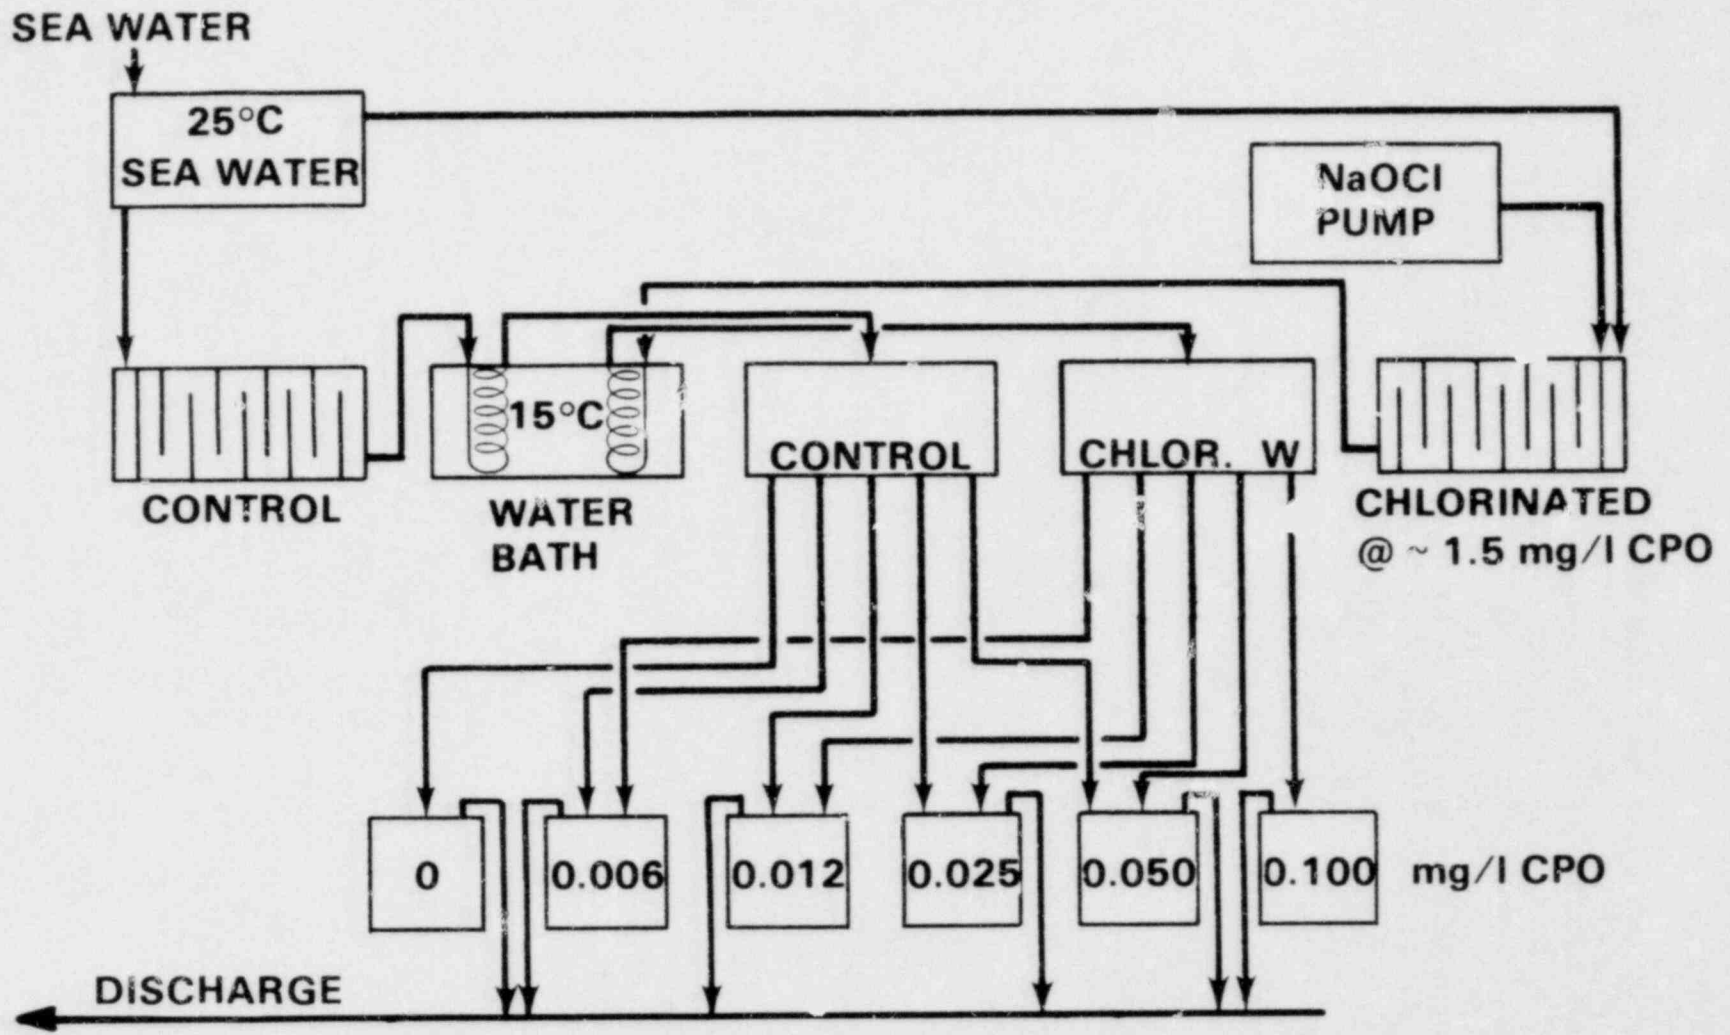 SEA WATER
25°C
SEA WATER
NaOCl
PUMP
15°C
CONTROL
CHLOR. W
CONTROL
WATER
BATH
CHLORINATED
@ ~ 1.5 mg/l CPO
0
0.006
0.012
0.025
0.050
0.100
mg/l CPO
DISCHARGE